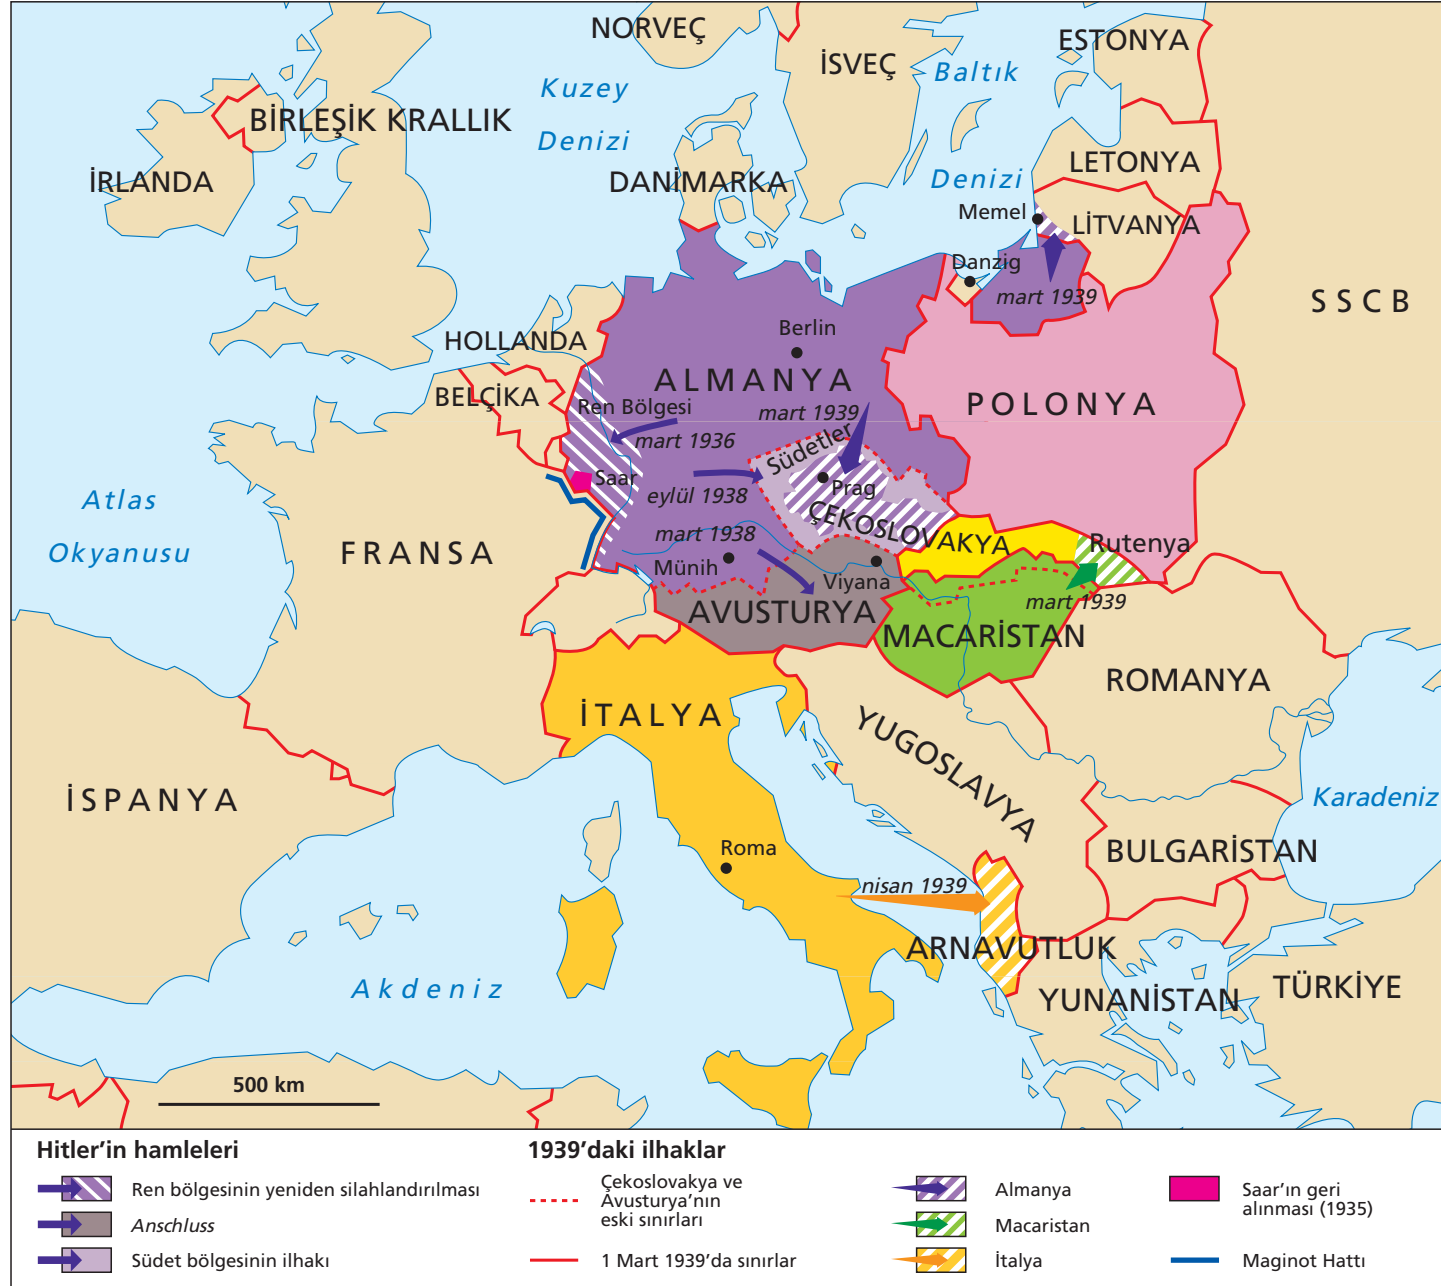 NORVEÇ
İSVEÇ
ESTONYA
Baltık
Denizi
Kuzey
Denizi
BİRLEŞİK KRALLIK
İRLANDA
DANİMARKA
LETONYA
Memel
LİTVANYA
Danzig
mart 1939
SSCB
HOLLANDA
Berlin
ALMANYA
BELÇİKA
Ren Bölgesi
mart 1936
mart 1939
POLONYA
Südetler
Saar
eylül 1938
Prag
ÇEKOSLOVAKYA
Atlas
Okyanusu
FRANSA
mart 1938
Münih
Viyana
Rutenya
mart 1939
AVUSTURYA
MACARİSTAN
ROMANYA
İTALYA
YUGOSLAVYA
İSPANYA
Karadeniz
Roma
BULGARİSTAN
nisan 1939
ARNAVUTLUK
Akdeniz
YUNANİSTAN
TÜRKİYE
500 km
Hitler’in hamleleri
Ren bölgesinin yeniden silahlandırılması
Anschluss
Südet bölgesinin ilhakı
1939’daki ilhaklar
Çekoslovakya ve
Avusturya’nın
eski sınırları
1 Mart 1939’da sınırlar
Almanya
Macaristan
İtalya
Saar’ın geri
alınması (1935)
Maginot Hattı